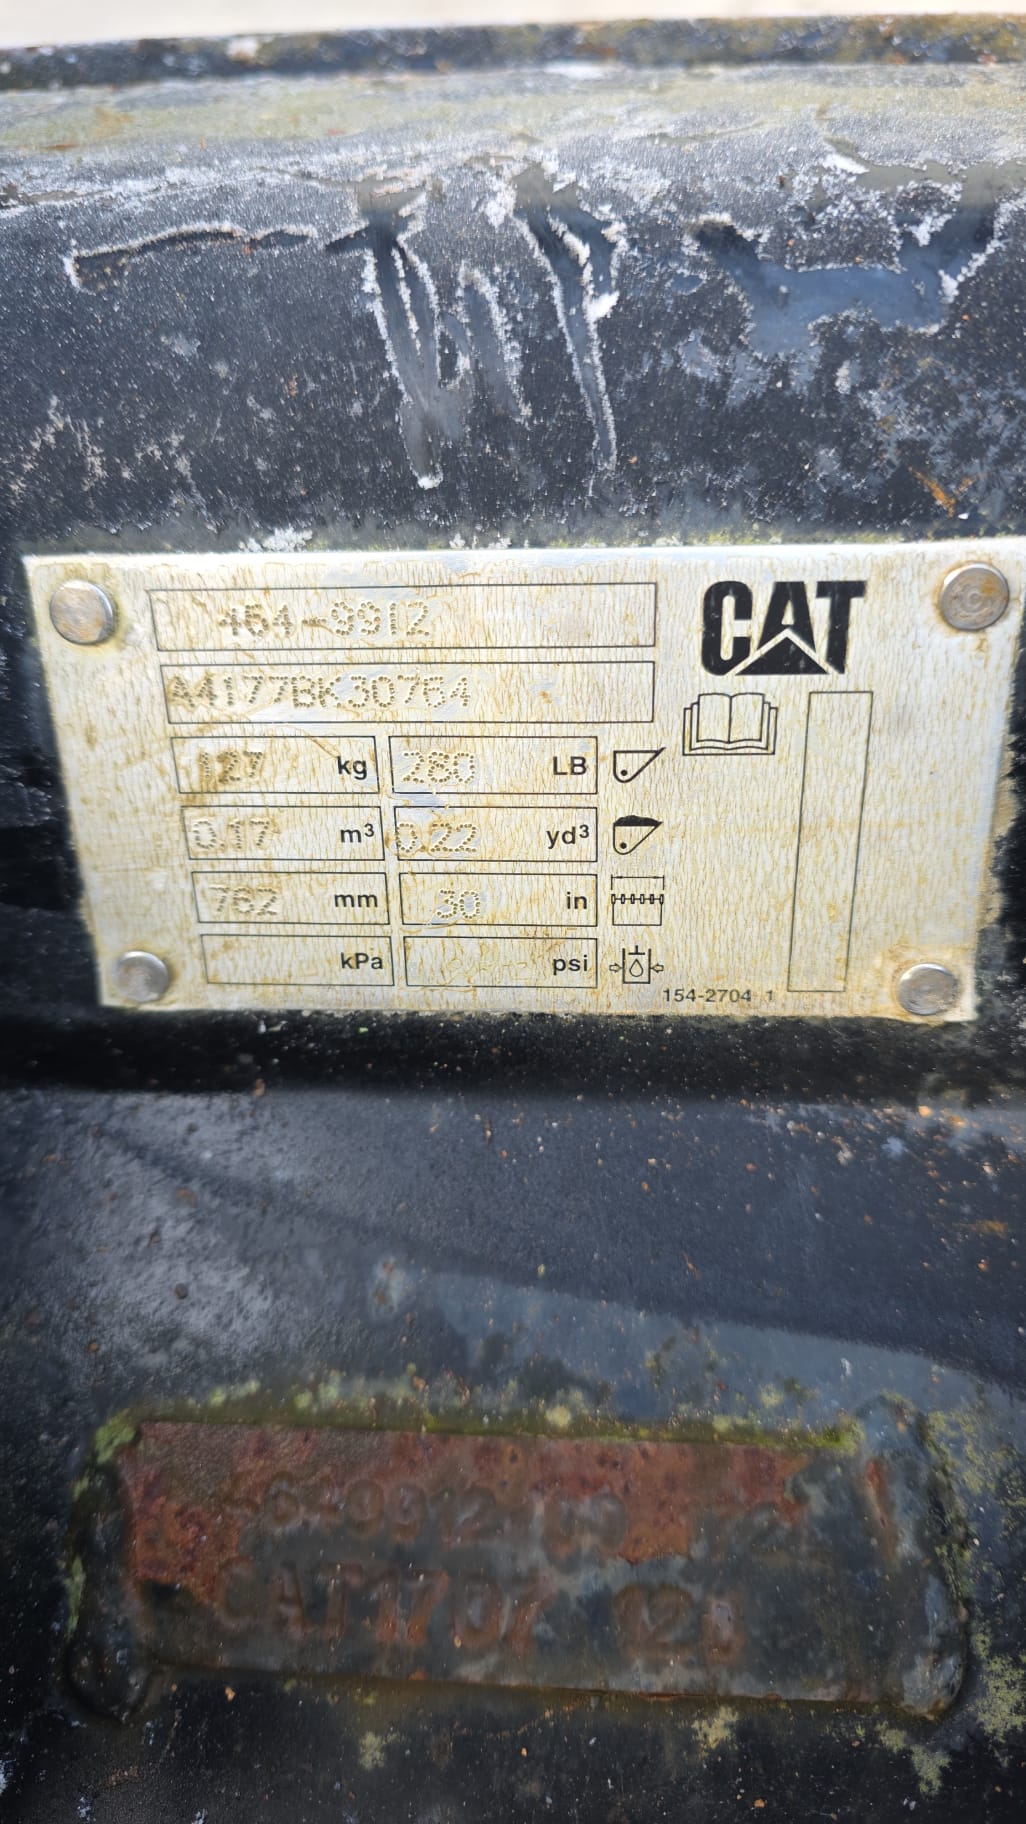 464-9912
CAT
A4177BK30764
127 kg 280 LB
0.17 m³ 0.22 yd³
762 mm 30 in
kPa psi
154-2704 1